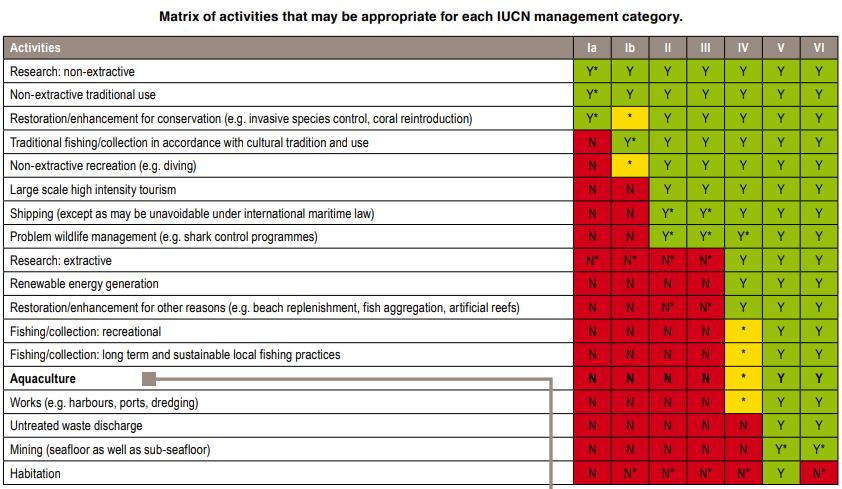 Matrix of activities that may be appropriate for each IUCN management category.
Activities Ia Ib II III IV V VI
Research: non-extractive Y* Y Y Y Y Y Y
Non-extractive traditional use Y* Y Y Y Y Y Y
Restoration/enhancement for conservation (e.g. invasive species control, coral reintroduction) Y* * Y Y Y Y Y
Traditional fishing/collection in accordance with cultural tradition and use N Y* Y Y Y Y Y
Non-extractive recreation (e.g. diving) N * Y Y Y Y Y
Large scale high intensity tourism N N Y Y Y Y Y
Shipping (except as may be unavoidable under international maritime law) N N Y* Y* Y Y Y
Problem wildlife management (e.g. shark control programmes) N N Y* Y* Y* Y Y
Research: extractive N* N* N* N* Y Y Y
Renewable energy generation N N N N Y Y Y
Restoration/enhancement for other reasons (e.g. beach replenishment, fish aggregation, artificial reefs) N N N* N* Y Y Y
Fishing/collection: recreational N N N N * Y Y
Fishing/collection: long term and sustainable local fishing practices N N N N * Y Y
Aquaculture N N N N * Y Y
Works (e.g. harbours, ports, dredging) N N N N * Y Y
Untreated waste discharge N N N N N Y Y
Mining (seafloor as well as sub-seafloor) N N N N N Y* Y*
Habitation N N* N* N* N* Y N*